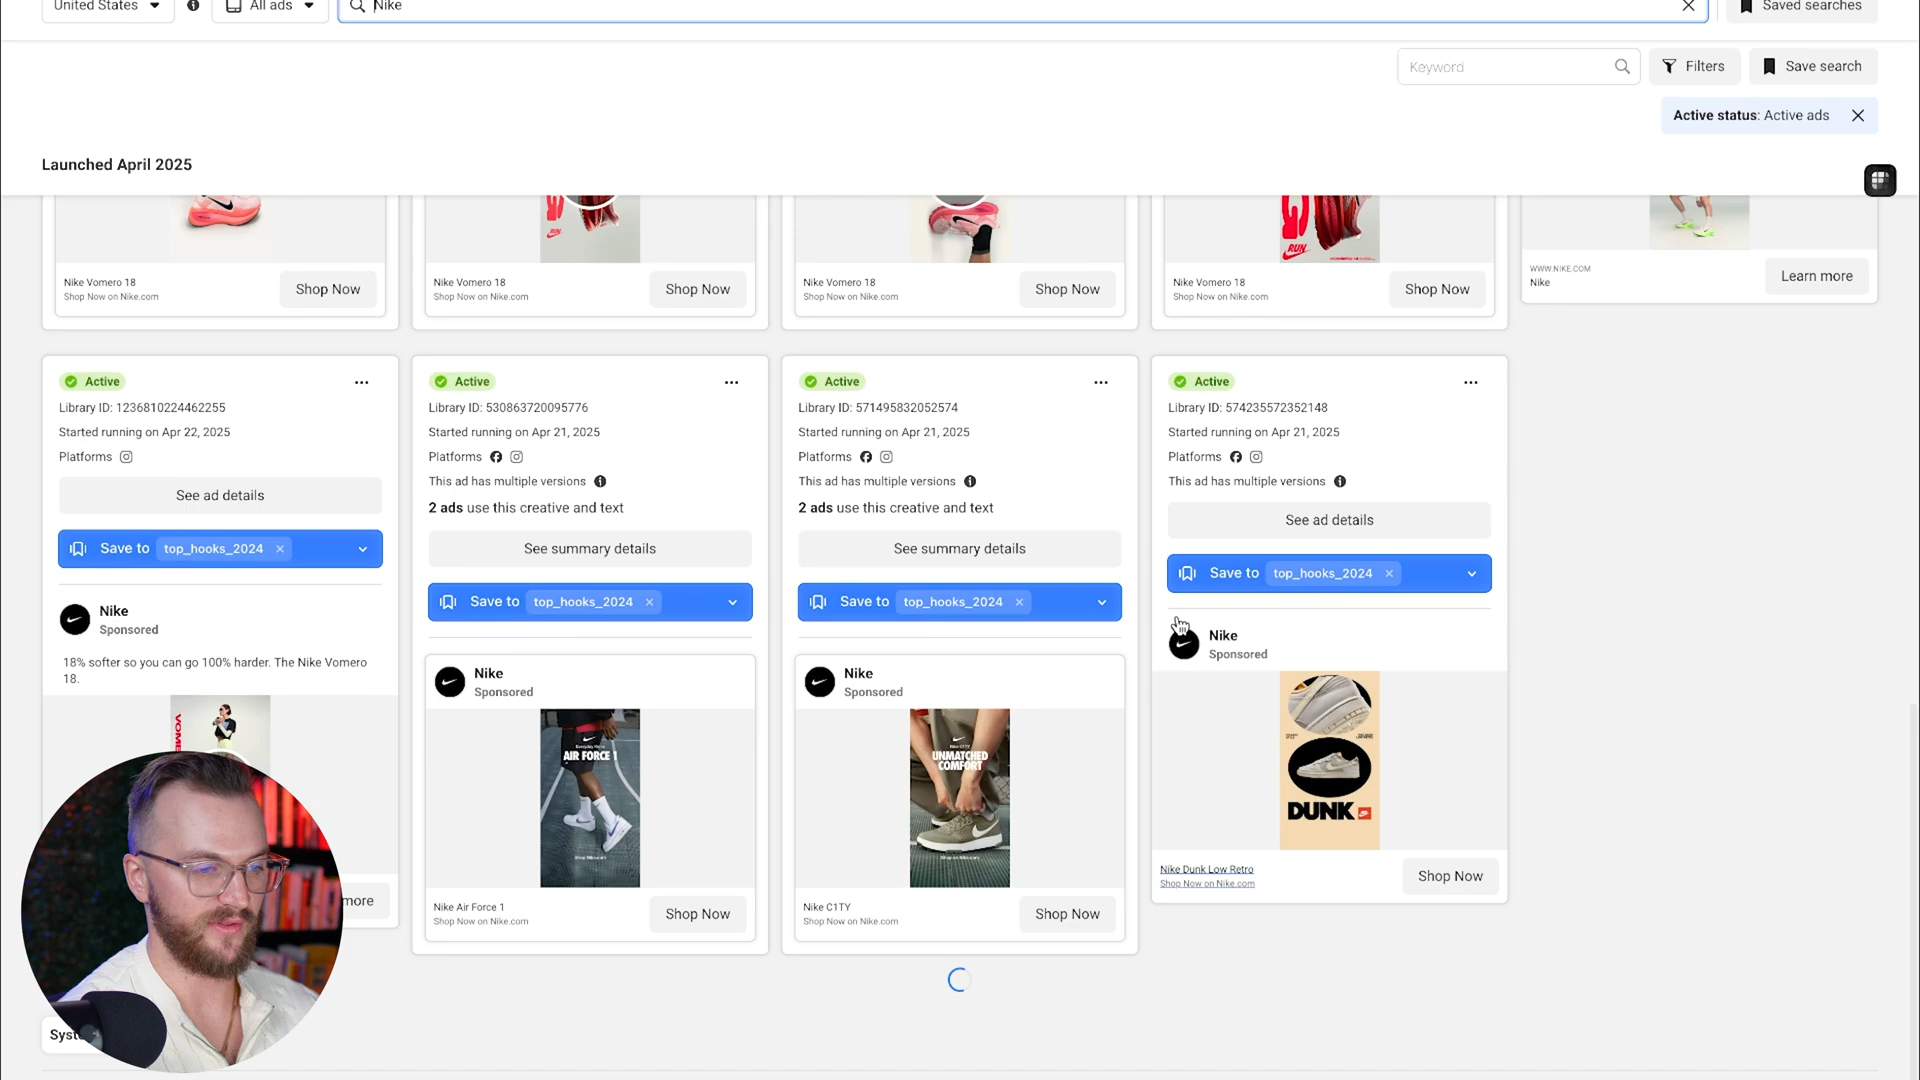 United States
All ads
Nike
Saved searches
Keyword
Filters
Save search
Active status: Active ads
Launched April 2025
RUN
RUN
Nike Vomero 18
Shop Now on Nike.com
Shop Now
Nike Vomero 18
Shop Now on Nike.com
Shop Now
Nike Vomero 18
Shop Now on Nike.com
Shop Now
Nike Vomero 18
Shop Now on Nike.com
Shop Now
WWW.NIKE.COM
Nike
Learn more
Active
Library ID: 1236810224462255
Started running on Apr 22, 2025
Platforms
See ad details
Save to top_hooks_2024
Nike
Sponsored
18% softer so you can go 100% harder. The Nike Vomero
18.
VOME
more
Active
Library ID: 530863720095776
Started running on Apr 21, 2025
Platforms
This ad has multiple versions
2 ads use this creative and text
See summary details
Save to top_hooks_2024
Nike
Sponsored
AIR FORCE 1
Shop Nike.com
Nike Air Force 1
Shop Now on Nike.com
Shop Now
Active
Library ID: 571495832052574
Started running on Apr 21, 2025
Platforms
This ad has multiple versions
2 ads use this creative and text
See summary details
Save to top_hooks_2024
Nike
Sponsored
Nike C1TY
UNMATCHED
COMFORT
Nike C1TY
Shop Now on Nike.com
Shop Now
Active
Library ID: 574235572352148
Started running on Apr 21, 2025
Platforms
This ad has multiple versions
See ad details
Save to top_hooks_2024
Nike
Sponsored
DUNK
Nike Dunk Low Retro
Shop Now on Nike.com
Shop Now
Syst